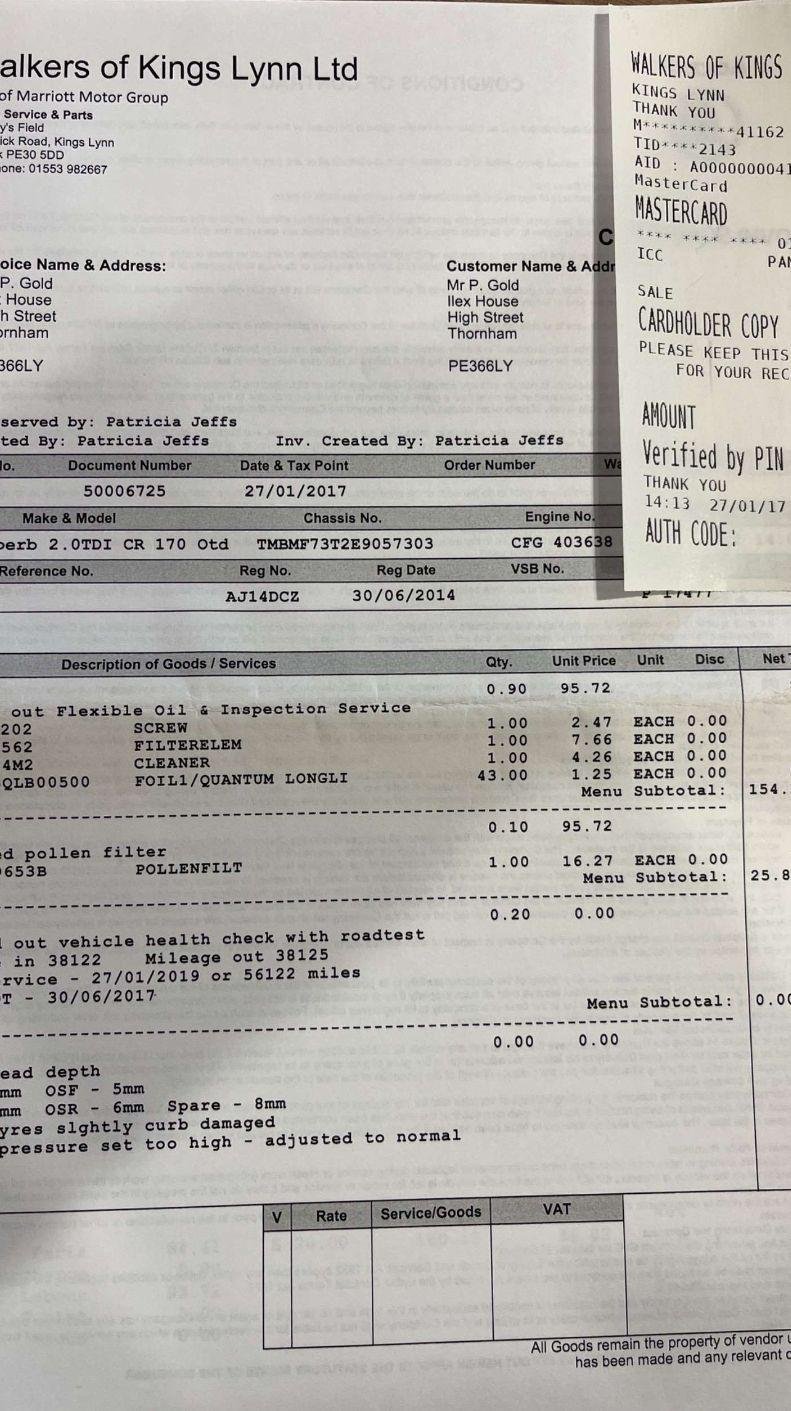 alkers of Kings Lynn Ltd
of Marriott Motor Group
Service & Parts
y's Field
ick Road, Kings Lynn
k PE30 5DD
one: 01553 982667
C
oice Name & Address:
P. Gold
x House
h Street
ornham
366LY
Customer Name & Addr
Mr P. Gold
Ilex House
High Street
Thornham
PE366LY
served by: Patricia Jeffs
ted By: Patricia Jeffs Inv. Created By: Patricia Jeffs
No. Document Number Date & Tax Point Order Number Wa
50006725 27/01/2017
Make & Model Chassis No. Engine No.
perb 2.0TDI CR 170 Otd TMBMF73T2E9057303 CFG 403638
Reference No. Reg No. Reg Date VSB No.
AJ14DCZ 30/06/2014
Description of Goods / Services Qty. Unit Price Unit Disc Net T
0.90 95.72
out Flexible Oil & Inspection Service
202 SCREW 1.00 2.47 EACH 0.00
562 FILTERELEM 1.00 7.66 EACH 0.00
4M2 CLEANER 1.00 4.26 EACH 0.00
QLB00500 FOIL1/QUANTUM LONGLI 43.00 1.25 EACH 0.00
Menu Subtotal: 154.
0.10 95.72
ed pollen filter
0653B POLLENFILT 1.00 16.27 EACH 0.00
Menu Subtotal: 25.8
0.20 0.00
d out vehicle health check with roadtest
e in 38122 Mileage out 38125
rvice - 27/01/2019 or 56122 miles
OT - 30/06/2017
Menu Subtotal: 0.00
0.00 0.00
ead depth
mm OSF - 5mm
mm OSR - 6mm Spare - 8mm
yres slghtly curb damaged
pressure set too high - adjusted to normal
V Rate Service/Goods VAT
All Goods remain the property of vendor u
has been made and any relevant
WALKERS OF KINGS
KINGS LYNN
THANK YOU
M**********41162
TID****2143
AID : A000000004
MasterCard
MASTERCARD
**** **** **** 01
ICC PAN
SALE
CARDHOLDER COPY
PLEASE KEEP THIS
FOR YOUR REC
AMOUNT
Verified by PIN
THANK YOU
14:13 27/01/17
AUTH CODE: